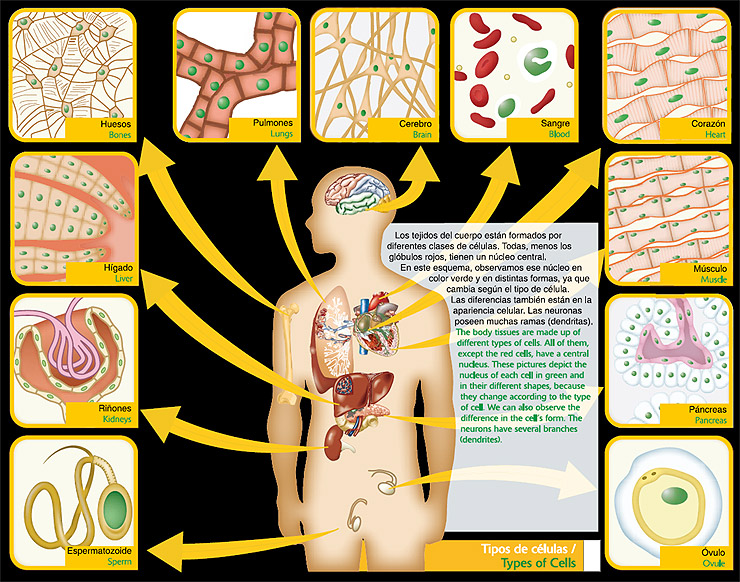 Huesos
Bones
Pulmones
Lungs
Cerebro
Brain
Sangre
Blood
Corazón
Heart
Hígado
Liver
Músculo
Muscle
Riñones
Kidneys
Páncreas
Pancreas
Espermatozoide
Sperm
Óvulo
Ovule
Los tejidos del cuerpo están formados por
diferentes clases de células. Todas, menos los
glóbulos rojos, tienen un núcleo central.
En este esquema, observamos ese núcleo en
color verde y en distintas formas, ya que
cambia según el tipo de célula.
Las diferencias también están en la
apariencia celular. Las neuronas
poseen muchas ramas (dendritas).
The body tissues are made up of
different types of cells. All of them,
except the red cells, have a central
nucleus. These pictures depict the
nucleus of each cell in green and
in their different shapes, because
they change according to the type
of cell. We can also observe the
difference in the cell's form. The
neurons have several branches
(dendrites).
Tipos de células /
Types of Cells